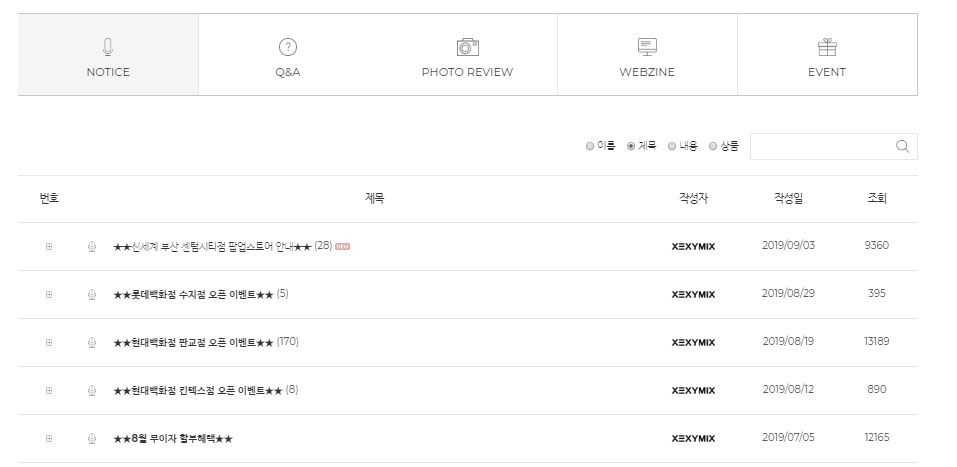 NOTICE Q&A PHOTO REVIEW WEBZINE EVENT
이름 제목 내용 상품
번호 제목 작성자 작성일 조회
★★신세계 부산 센텀시티점 팝업스토어 안내★★ (28) NEW XEXYMIX 2019/09/03 9360
★★롯데백화점 수지점 오픈 이벤트★★ (5) XEXYMIX 2019/08/29 395
★★현대백화점 판교점 오픈 이벤트★★ (170) XEXYMIX 2019/08/19 13189
★★현대백화점 킨텍스점 오픈 이벤트★★ (8) XEXYMIX 2019/08/12 890
★★8월 무이자 할부혜택★★ XEXYMIX 2019/07/05 12165